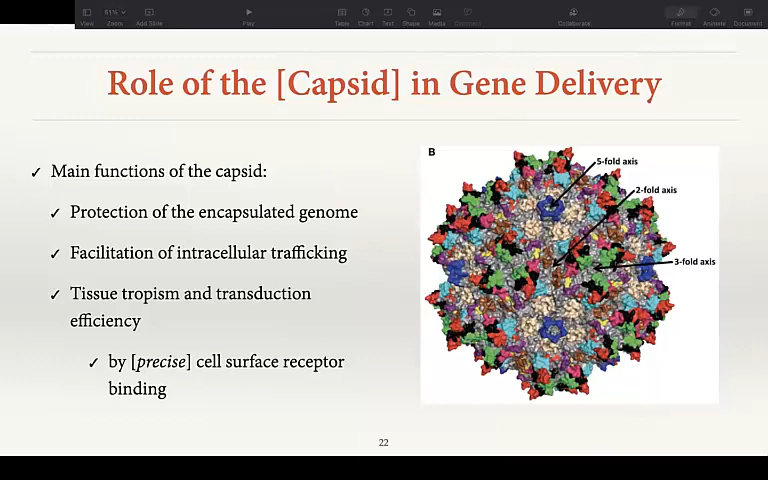 61%
View
Zoom
Add Slide
Play
Table
Chart
Text
Shape
Media
Comment
Collaborate
Format
Animate
Document
Role of the [Capsid] in Gene Delivery
✓ Main functions of the capsid:
✓ Protection of the encapsulated genome
✓ Facilitation of intracellular trafficking
✓ Tissue tropism and transduction
efficiency
✓ by [precise] cell surface receptor
binding
B
5-fold axis
2-fold axis
3-fold axis
22